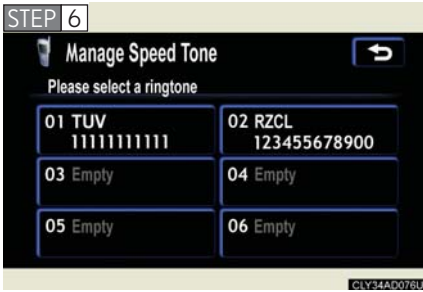 STEP 6
Manage Speed Tone
Please select a ringtone
01 TUV
11111111111
02 RZCL
123455678900
03 Empty
04 Empty
05 Empty
06 Empty
CLY34AD076U